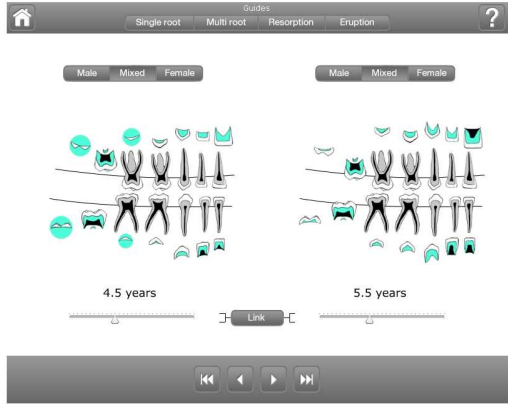 Guides
?
Single root Multi root Resorption Eruption
Male Mixed Female
Male Mixed Female
4.5 years
5.5 years
Link